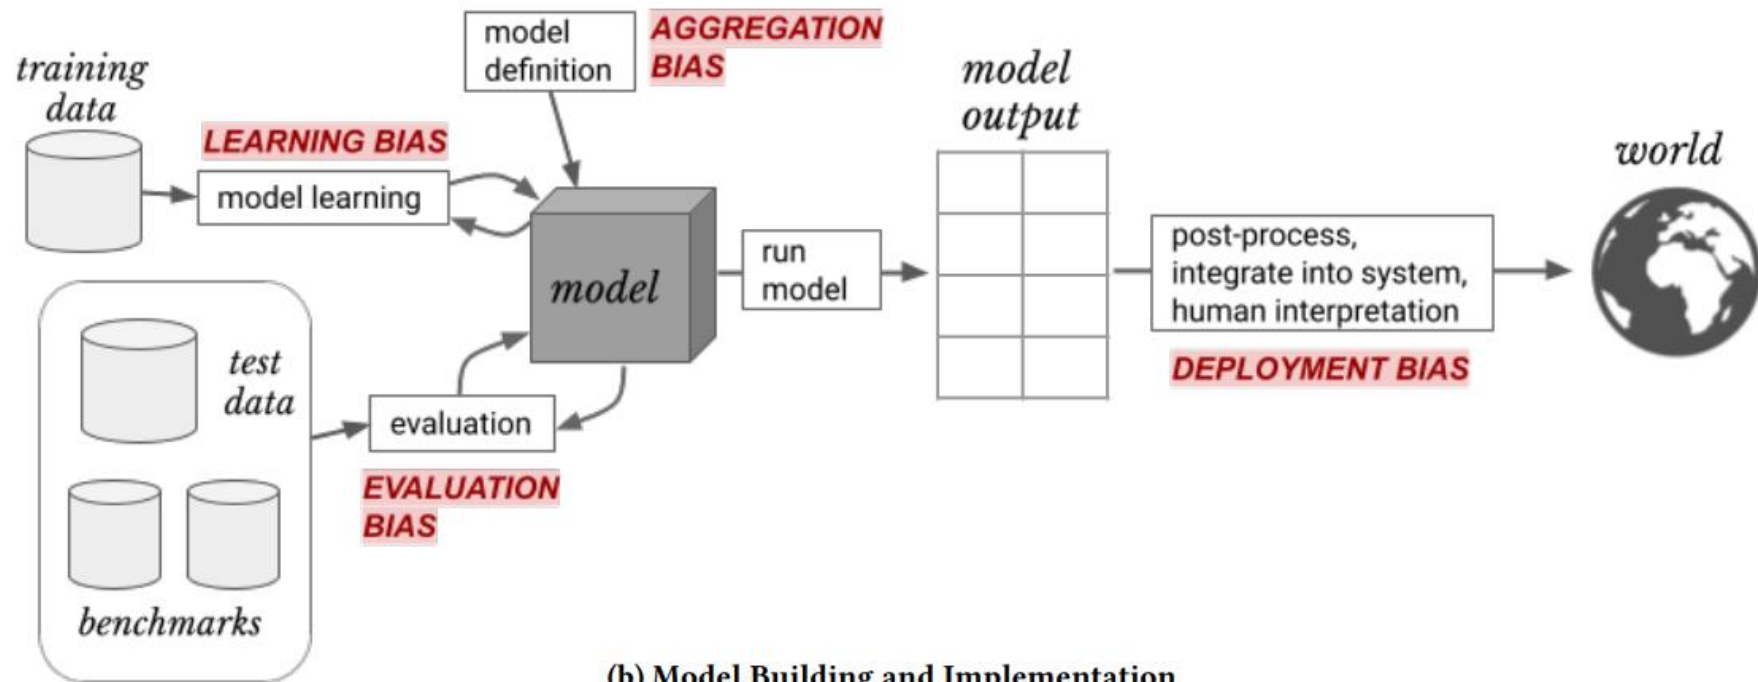 training
data
LEARNING BIAS
model learning
model
definition
AGGREGATION
BIAS
model
test
data
benchmarks
evaluation
EVALUATION
BIAS
run
model
model
output
post-process,
integrate into system,
human interpretation
DEPLOYMENT BIAS
world
(b) Model Building and Implementation